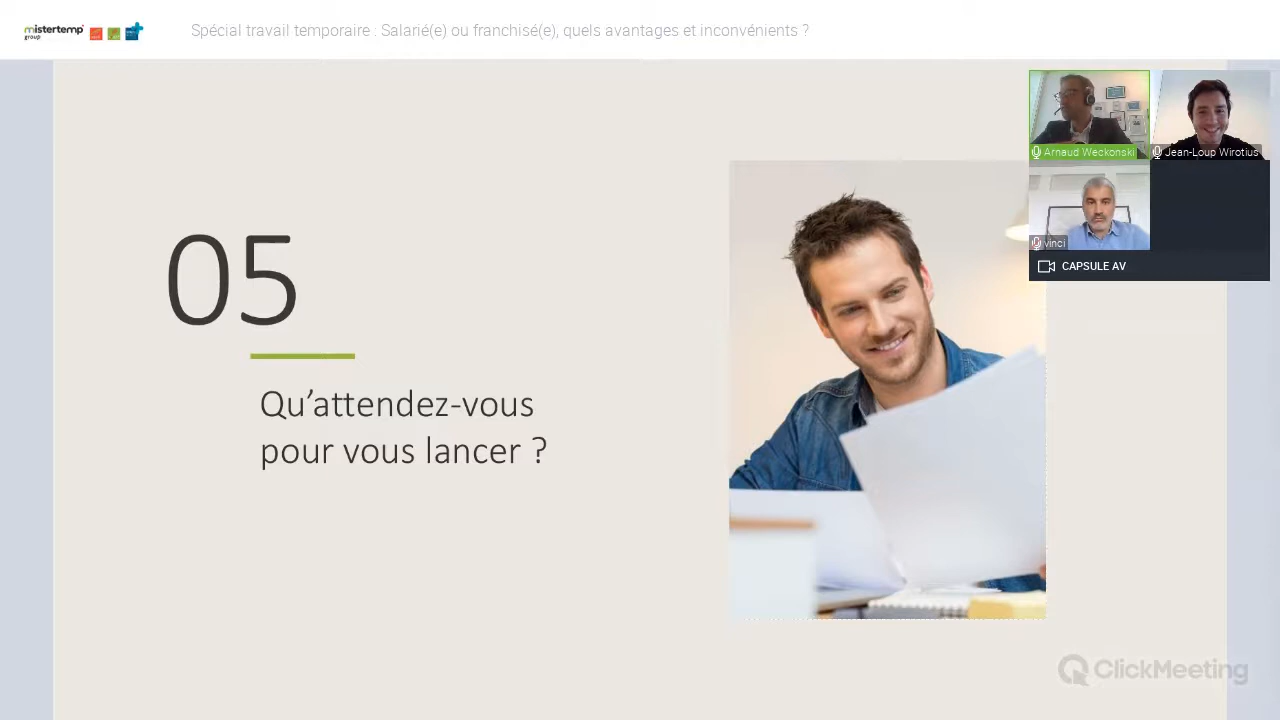 mistertemp'
group
Spécial travail temporaire : Salarié(e) ou franchisé(e), quels avantages et inconvénients ?
Arnaud Weckonski
Jean-Loup Wirotius
vinci
CAPSULE AV
05
Qu'attendez-vous
pour vous lancer ?
ClickMeeting